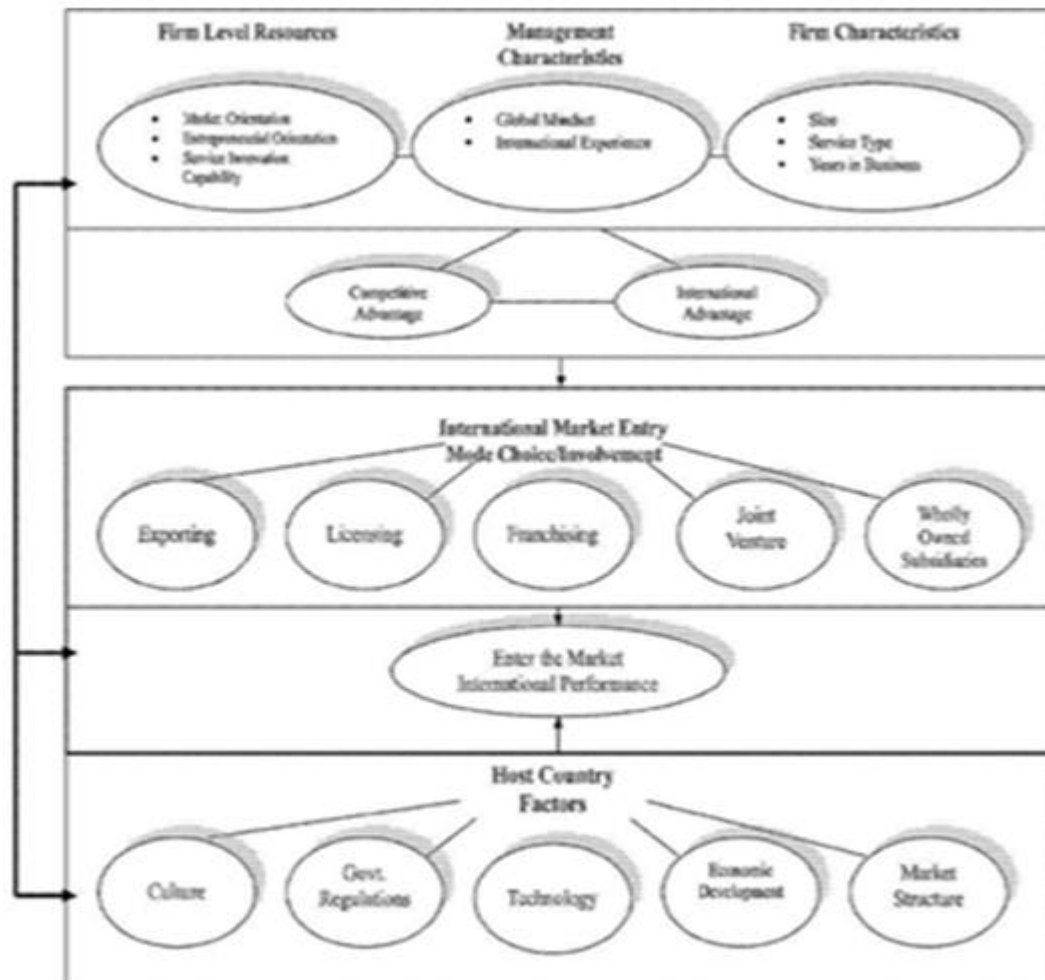 Firm Level Resources
Management
Characteristics
Firm Characteristics
• Market Orientation
• Entrepreneurial Orientation
• Service Innovation
Capability
• Global Mindset
• International Experience
• Size
• Service Type
• Years in Business
Competitive
Advantage
International
Advantage
International Market Entry
Mode Choice/Involvement
Exporting
Licensing
Franchising
Joint
Venture
Wholly
Owned
Subsidiaries
Enter the Market
International Performance
Host Country
Factors
Culture
Govt.
Regulations
Technology
Economic
Development
Market
Structure